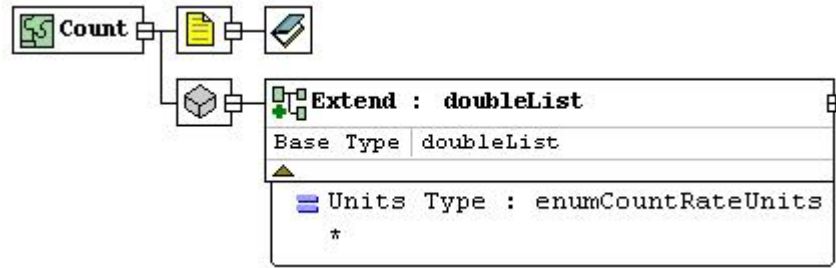 Count
Extend : doubleList
Base Type doubleList
Units Type : enumCountRateUnits
*